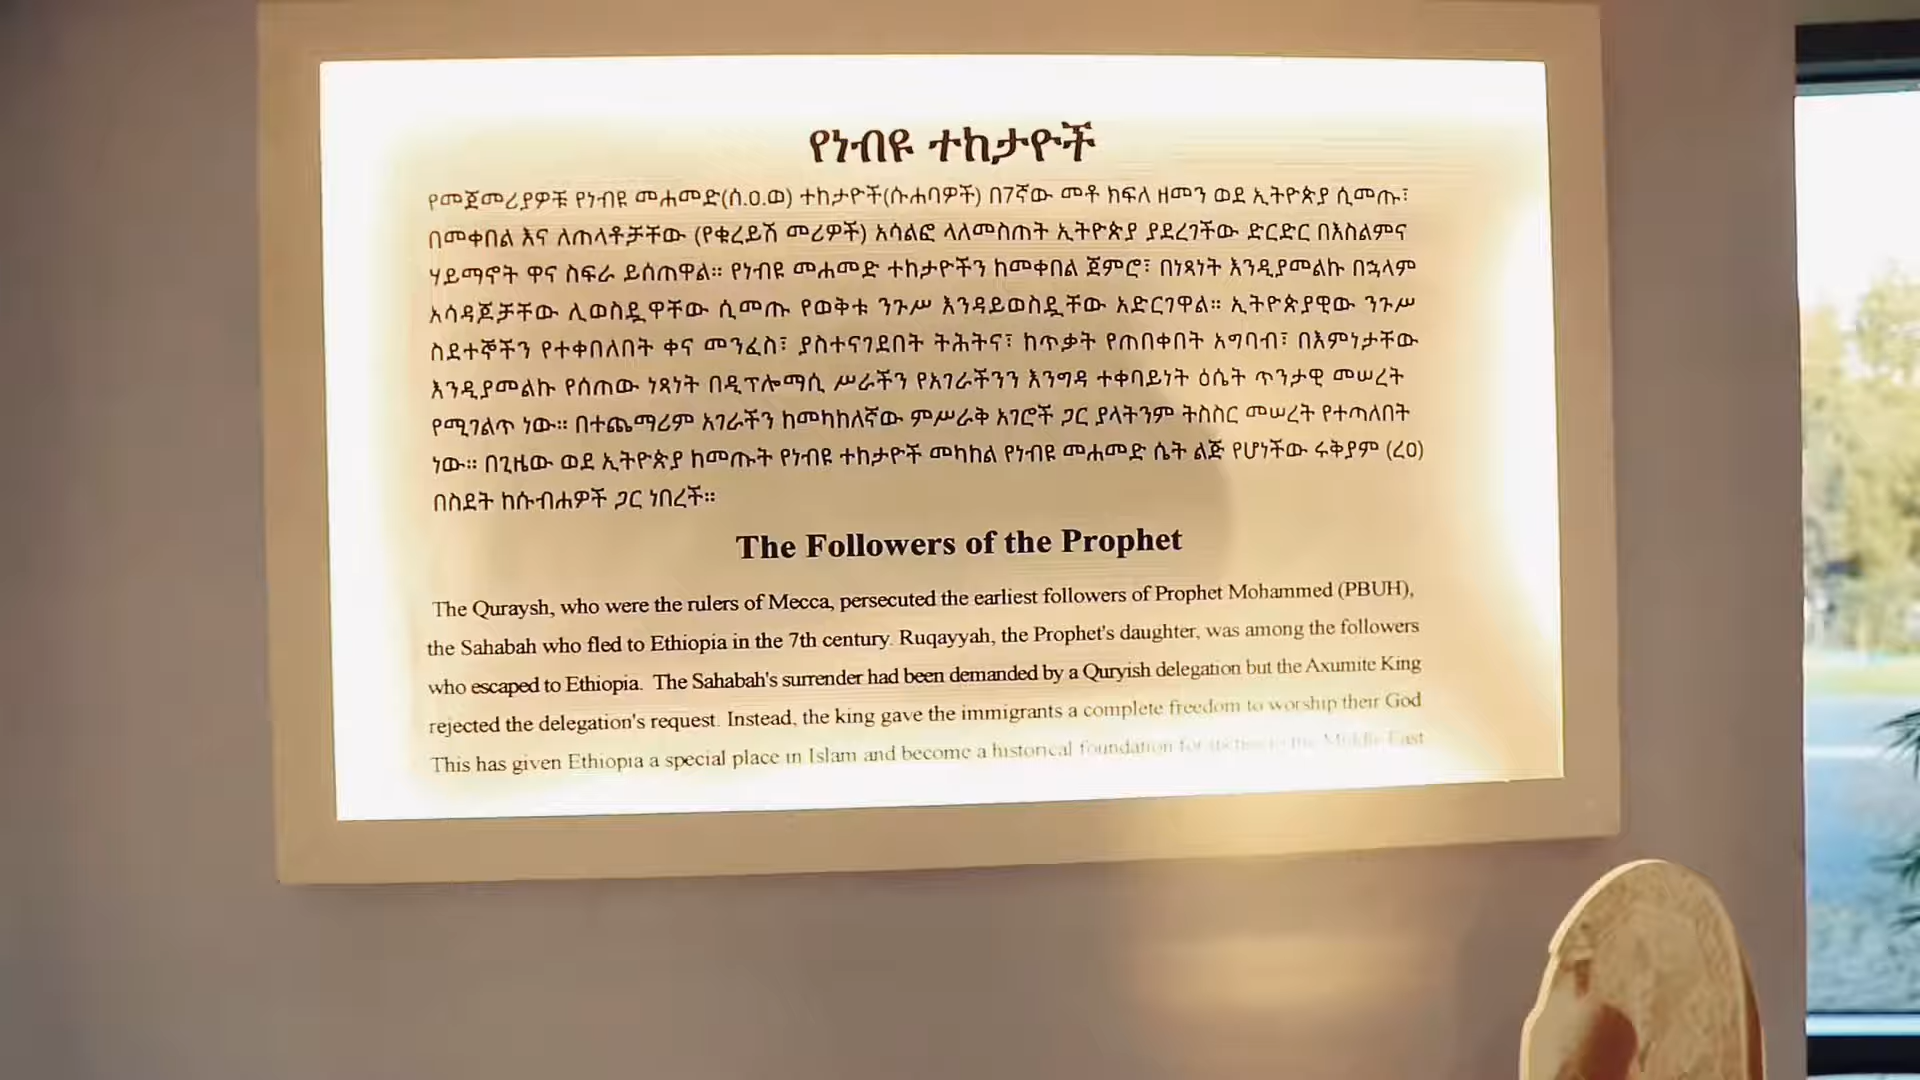 የነብዩ ተከታዮች
የመጀመሪያዎቹ የነብዩ መሐመድ(ሰ.ዐ.ወ) ተከታዮች(ሱሐባዎች) በ7ኛው መቶ ክፍለ ዘመን ወደ ኢትዮጵያ ሲመጡ፣
በመቀበል እና ለጠላቶቻቸው (የቁረይሽ መሪዎች) አሳልፎ ላለመስጠት ኢትዮጵያ ያደረገችው ድርድር በእስልምና
ሃይማኖት ዋና ስፍራ ይሰጠዋል። የነብዩ መሐመድ ተከታዮችን ከመቀበል ጀምሮ፣ በነጻነት እንዲያመልኩ በኋላም
አሳዳጆቻቸው ሊወስዷዋቸው ሲመጡ የወቅቱ ንጉሥ እንዳይወስዷቸው አድርገዋል። ኢትዮጵያዊው ንጉሥ
ስደተኞችን የተቀበለበት ቀና መንፈስ፣ ያስተናገደበት ትሕትና፣ ከጥቃት የጠበቀበት አግባብ፣ በእምነታቸው
እንዲያመልኩ የሰጠው ነጻነት በዲፕሎማሲ ሥራችን የአገራችንን እንግዳ ተቀባይነት ዕሴት ጥንታዊ መሠረት
የሚገልጥ ነው። በተጨማሪም አገራችን ከመካከለኛው ምሥራቅ አገሮች ጋር ያላትንም ትስስር መሠረት የተጣለበት
ነው። በጊዜው ወደ ኢትዮጵያ ከመጡት የነብዩ ተከታዮች መካከል የነብዩ መሐመድ ሴት ልጅ የሆነችው ሩቅያም (ረዐ)
በስደት ከሱብሐዎች ጋር ነበረች።
The Followers of the Prophet
The Quraysh, who were the rulers of Mecca, persecuted the earliest followers of Prophet Mohammed (PBUH),
the Sahabah who fled to Ethiopia in the 7th century. Ruqayyah, the Prophet's daughter, was among the followers
who escaped to Ethiopia. The Sahabah's surrender had been demanded by a Quryish delegation but the Axumite King
rejected the delegation's request. Instead, the king gave the immigrants a complete freedom to worship their God
This has given Ethiopia a special place in Islam and become a historical foundation for the Middle East